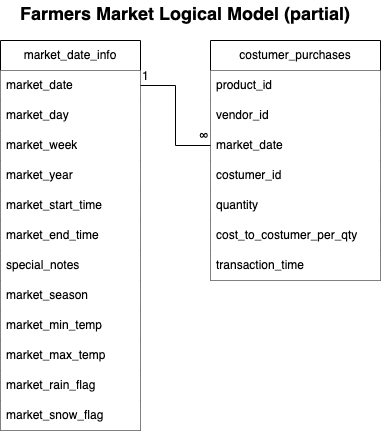 Farmers Market Logical Model (partial)
market_date_info
market_date
market_day
market_week
market_year
market_start_time
market_end_time
special_notes
market_season
market_min_temp
market_max_temp
market_rain_flag
market_snow_flag
1
∞
costumer_purchases
product_id
vendor_id
market_date
costumer_id
quantity
cost_to_costumer_per_qty
transaction_time